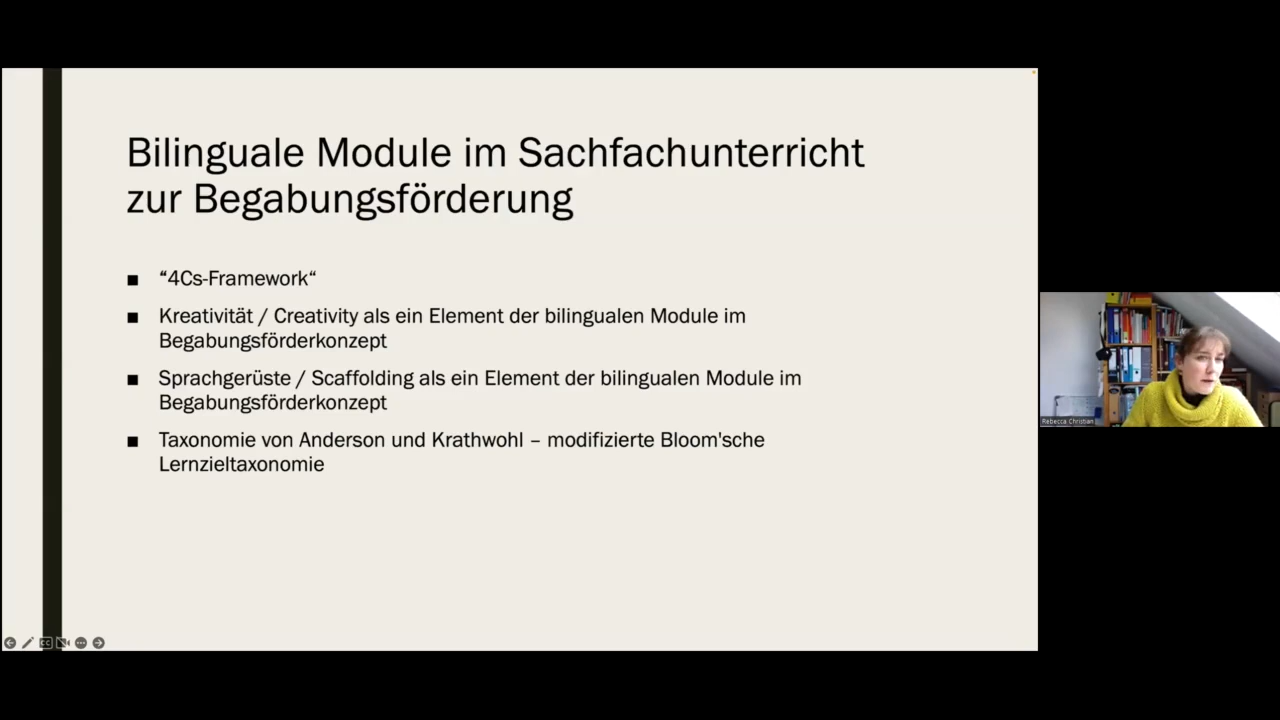 Bilinguale Module im Sachfachunterricht
zur Begabungsförderung
■ “4Cs-Framework“
■ Kreativität / Creativity als ein Element der bilingualen Module im
Begabungsförderkonzept
■ Sprachgerüste / Scaffolding als ein Element der bilingualen Module im
Begabungsförderkonzept
■ Taxonomie von Anderson und Krathwohl – modifizierte Bloom'sche
Lernzieltaxonomie
Rebecca Christian
CC